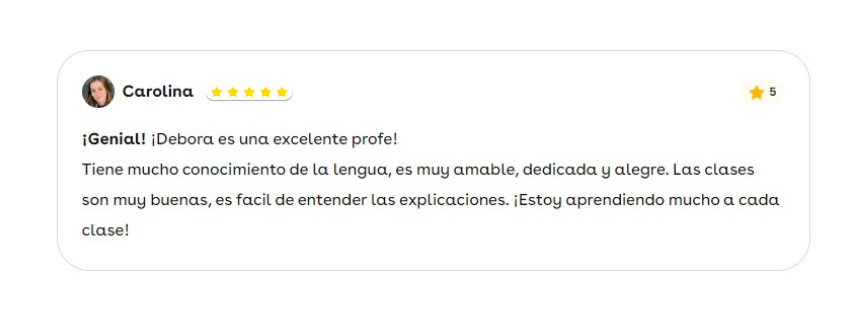 Carolina
5
¡Genial! ¡Debora es una excelente profe!
Tiene mucho conocimiento de la lengua, es muy amable, dedicada y alegre. Las clases
son muy buenas, es facil de entender las explicaciones. ¡Estoy aprendiendo mucho a cada
clase!